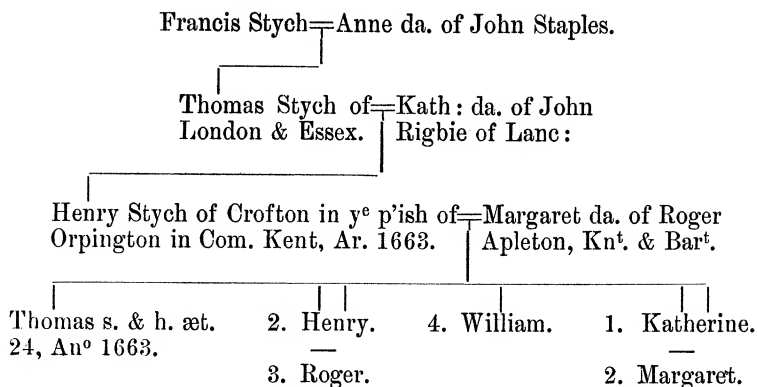 Francis Stych=Anne da. of John Staples.
Thomas Stych of=Kath : da. of John
London & Essex. Rigbie of Lanc :
Henry Stych of Crofton in yᵉ p'ish of=Margaret da. of Roger
Orpington in Com. Kent, Ar. 1663. Apleton, Knᵗ. & Barᵗ.
Thomas s. & h. æt. 2. Henry. 4. William. 1. Katherine.
24, Anᵒ 1663.
3. Roger. 2. Margaret.